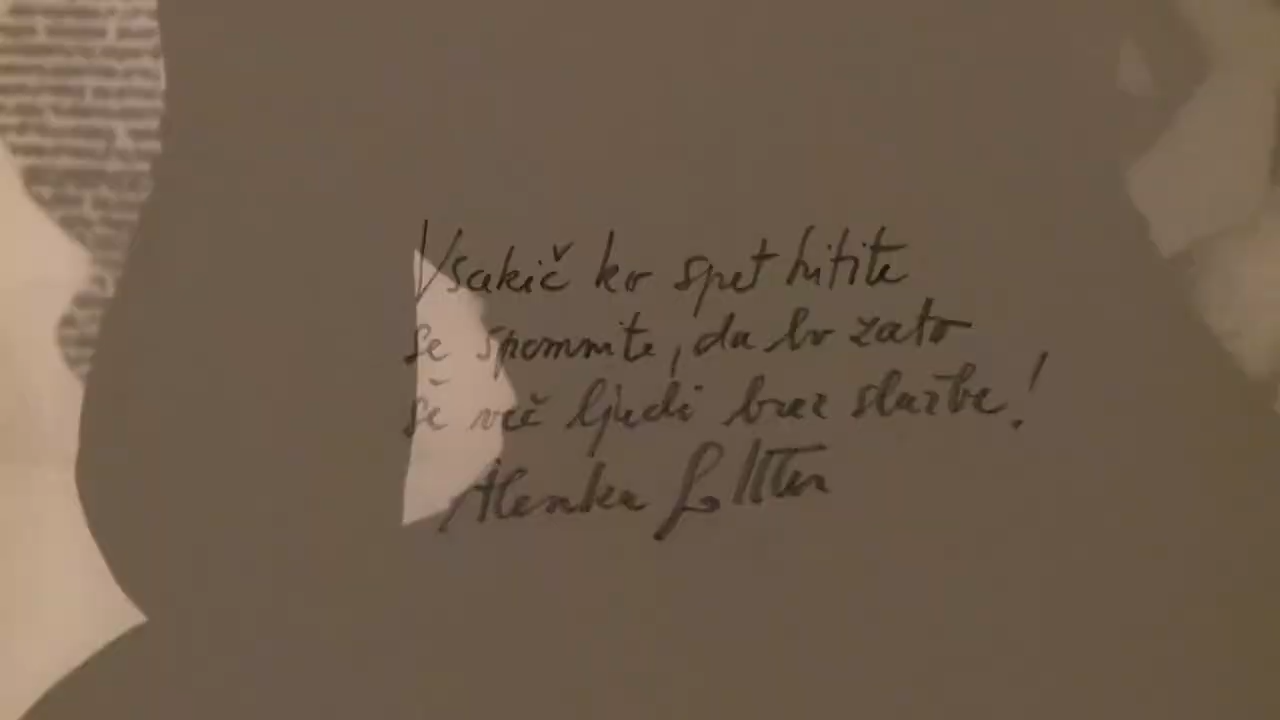 Vsakič ko spet hitite
se spomnite, da bo zato
še več ljudi brez službe!
Alenka